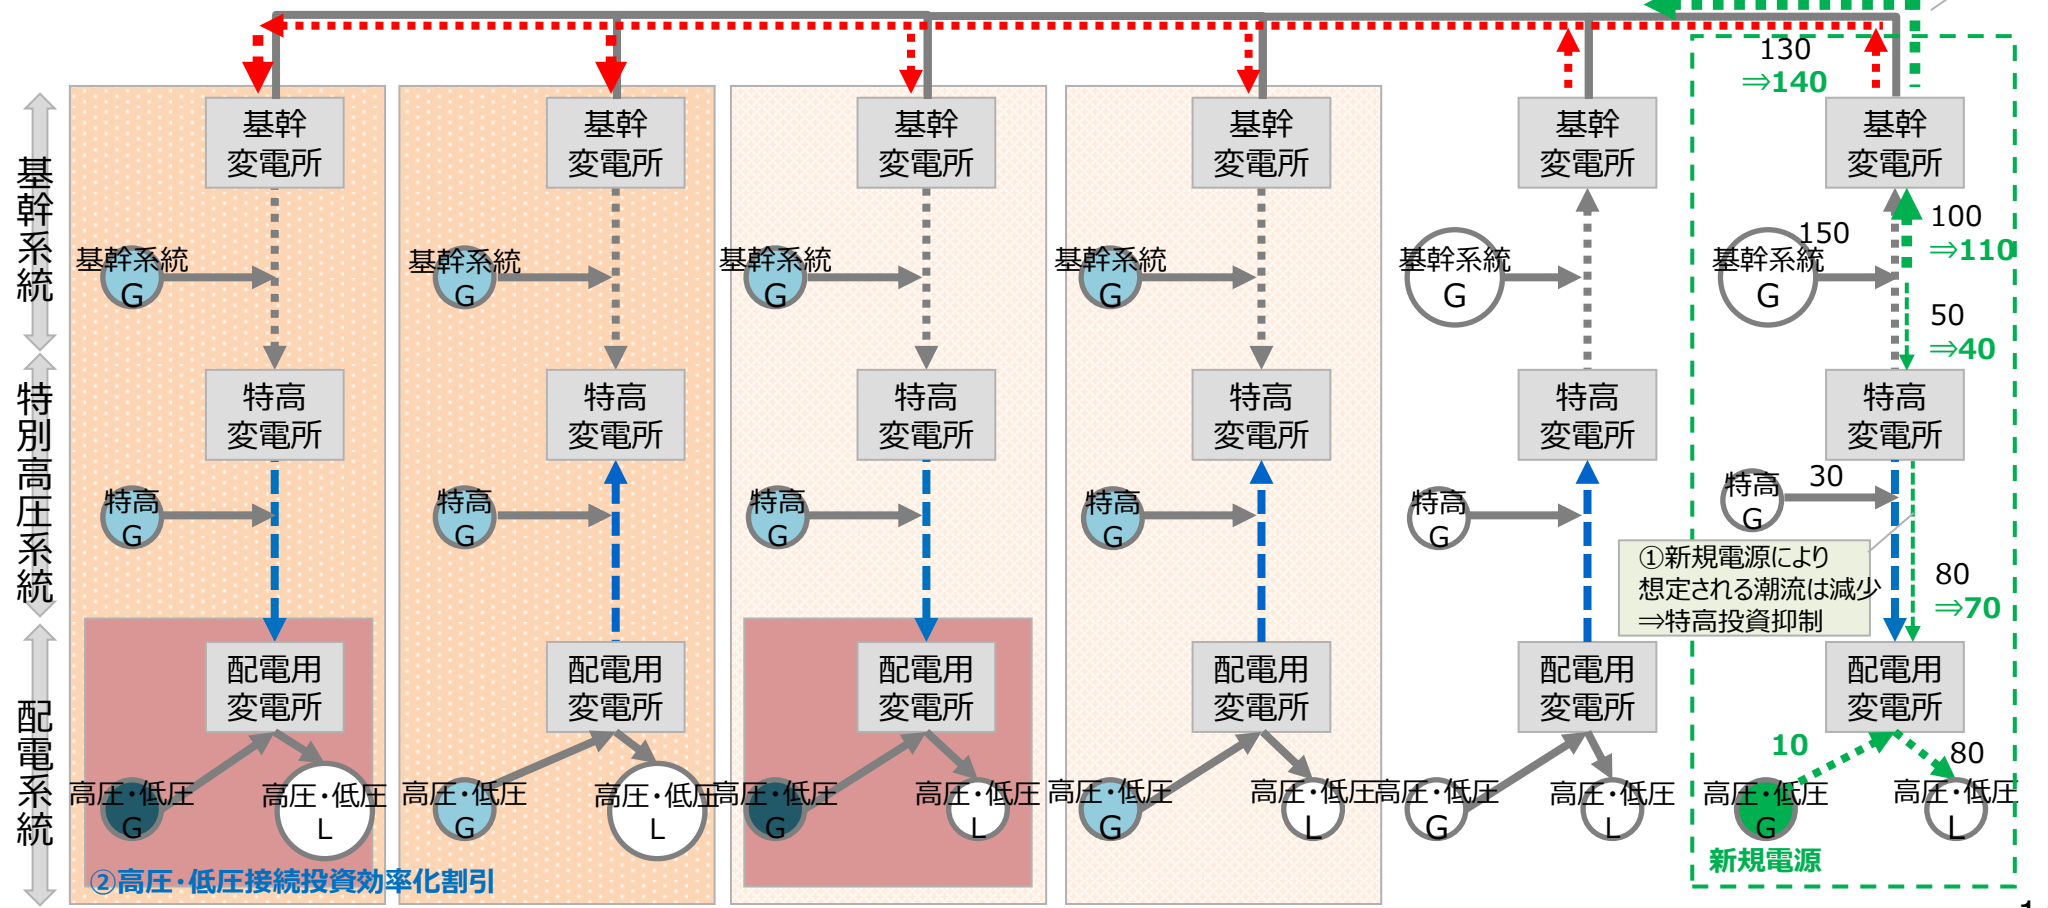 130
⇒140
基幹
変電所
基幹
変電所
基幹
変電所
基幹
変電所
基幹
変電所
基幹
変電所
基幹系統
基幹系統
G
基幹系統
G
基幹系統
G
基幹系統
G
基幹系統
G
基幹系統
G
150
100
⇒110
50
⇒40
特別高圧系統
特高
変電所
特高
変電所
特高
変電所
特高
変電所
特高
変電所
特高
変電所
特高
G
特高
G
特高
G
特高
G
特高
G
特高
G
30
①新規電源により
想定される潮流は減少
⇒特高投資抑制
80
⇒70
配電系統
配電用
変電所
配電用
変電所
配電用
変電所
配電用
変電所
配電用
変電所
配電用
変電所
10
80
高圧・低圧
G
高圧・低圧
L
高圧・低圧
G
高圧・低圧
L
高圧・低圧
G
高圧・低圧
L
高圧・低圧
G
高圧・低圧
L
高圧・低圧
G
高圧・低圧
L
高圧・低圧
G
高圧・低圧
L
新規電源
②高圧・低圧接続投資効率化割引